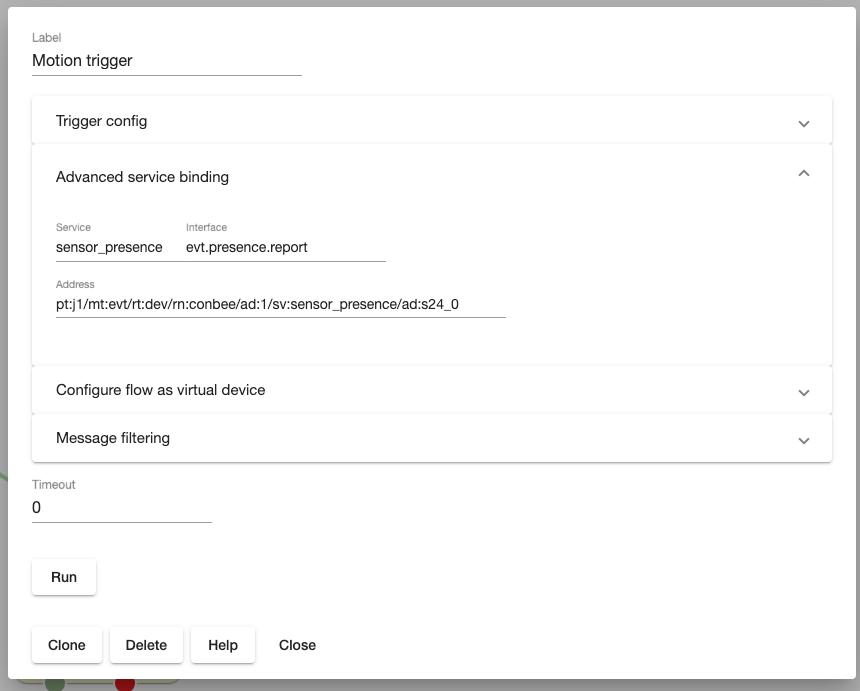 Label
Motion trigger
Trigger config
Advanced service binding
Service Interface
sensor_presence evt.presence.report
Address
pt:j1/mt:evt/rt:dev/rn:conbee/ad:1/sv:sensor_presence/ad:s24_0
Configure flow as virtual device
Message filtering
Timeout
0
Run
Clone Delete Help Close